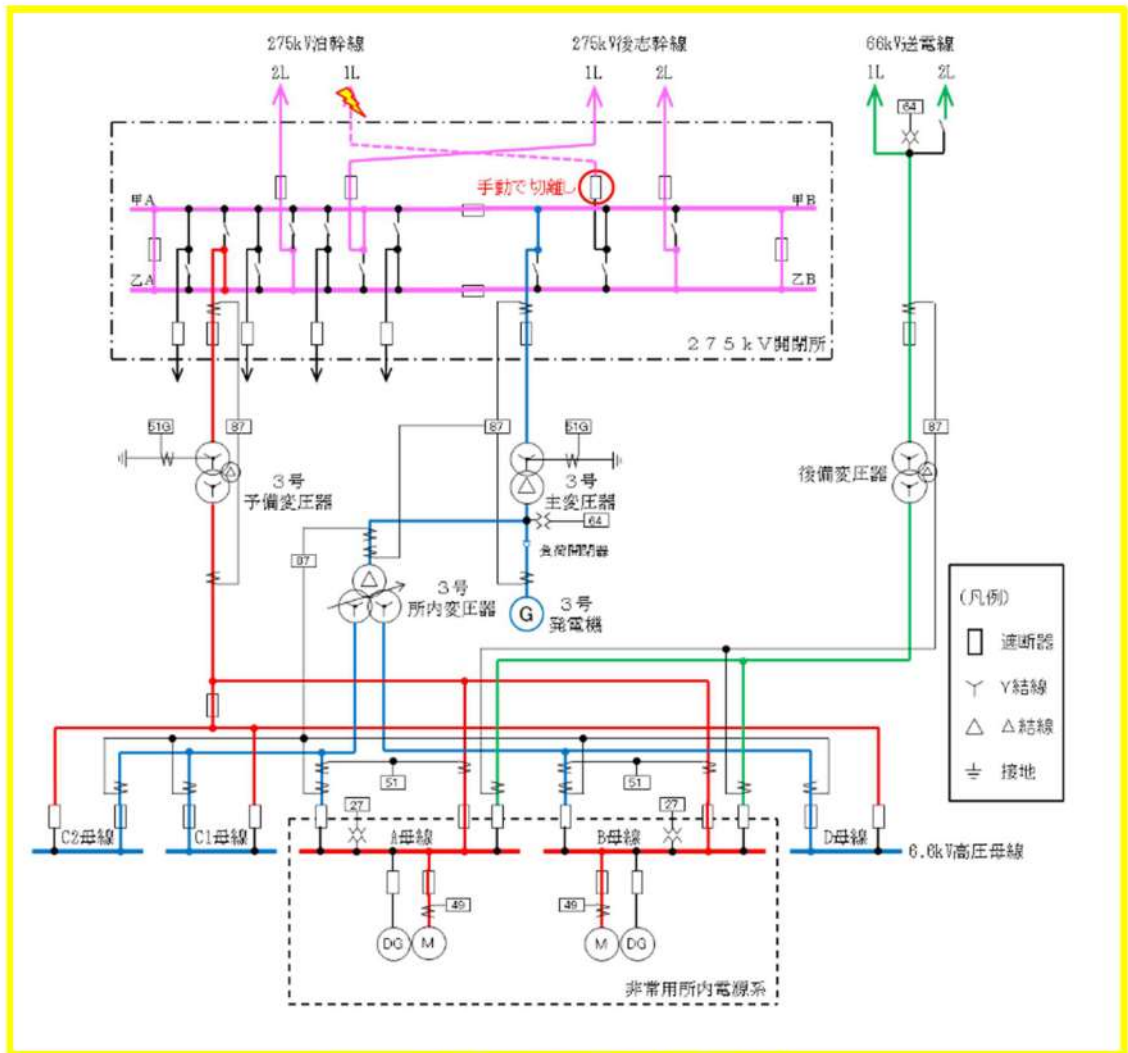 275kV泊幹線 275kV後志幹線 66kV送電線
2L 1L 1L 2L 1L 2L
64
手動で切離し
甲A 甲B
乙A 乙B
275kV開閉所
51G 87 87 51G 87
3号
予備変圧器
3号
主変圧器
後備変圧器
64
負荷開閉器
87
3号
所内変圧器
G
3号
発電機
(凡例)
遮断器
Y結線
△結線
接地
51 51
27 27
C2母線 C1母線 A母線 B母線 D母線
6.6kV高圧母線
49 49
DG M M DG
非常用所内電源系